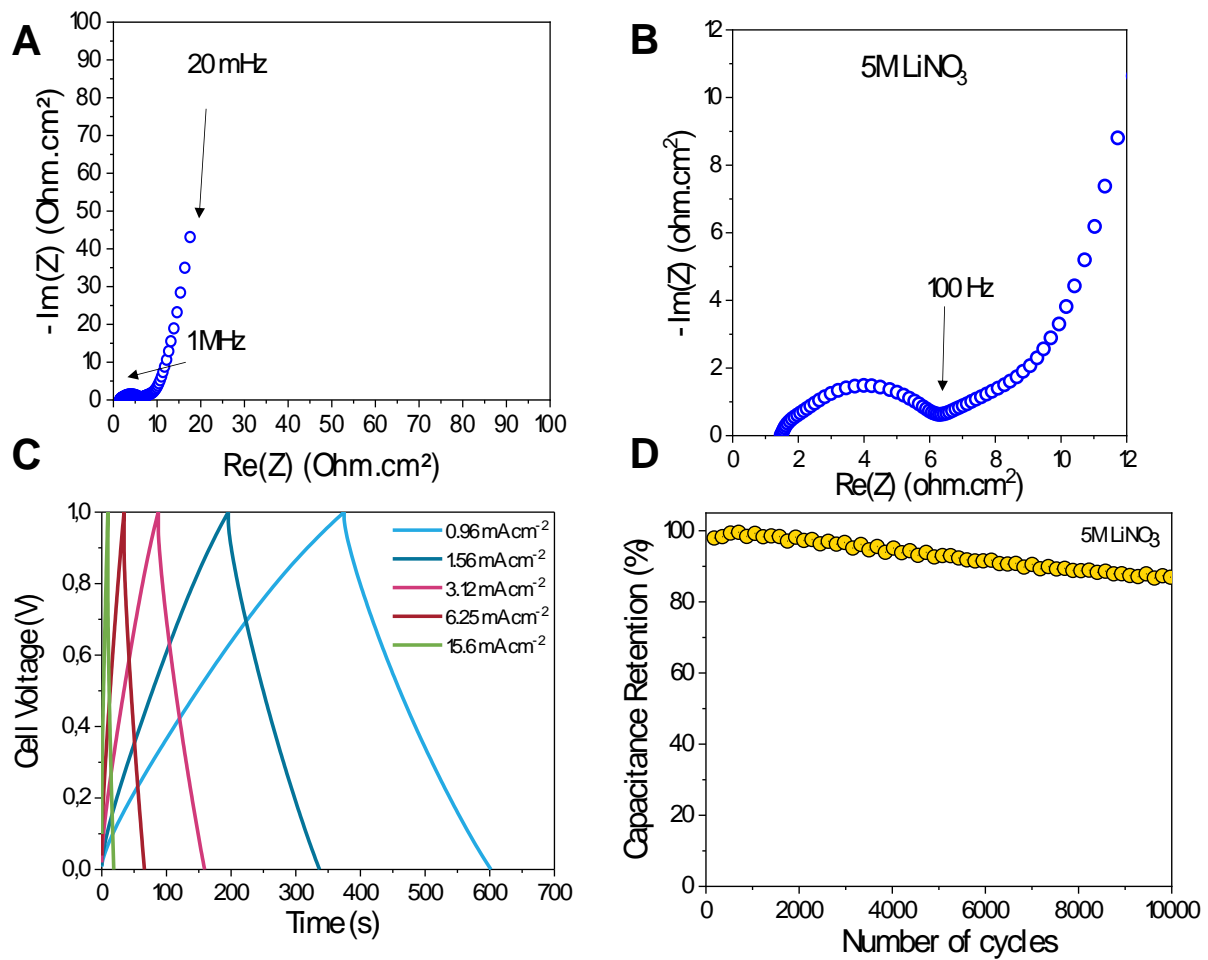 A
100
90
80
70
60
50
40
30
20
10
0
- Im(Z) (Ohm.cm²)
20 mHz
1MHz
0 10 20 30 40 50 60 70 80 90 100
Re(Z) (Ohm.cm²)
B
12
10
8
6
4
2
0
- Im(Z) (ohm.cm²)
5M LiNO₃
100 Hz
0 2 4 6 8 10 12
Re(Z) (ohm.cm²)
C
1,0
0,8
0,6
0,4
0,2
0,0
Cell Voltage (V)
0.96 mA cm⁻²
1.56 mA cm⁻²
3.12 mA cm⁻²
6.25 mA cm⁻²
15.6 mA cm⁻²
0 100 200 300 400 500 600 700
Time (s)
D
100
80
60
40
20
0
Capacitance Retention (%)
5M LiNO₃
0 2000 4000 6000 8000 10000
Number of cycles